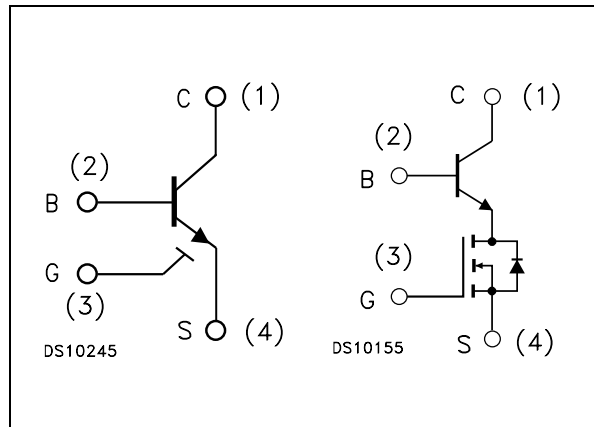 C (1)
(2)
B
G
(3)
S (4)
DS10245
C (1)
(2)
B
(3)
G
S (4)
DS10155